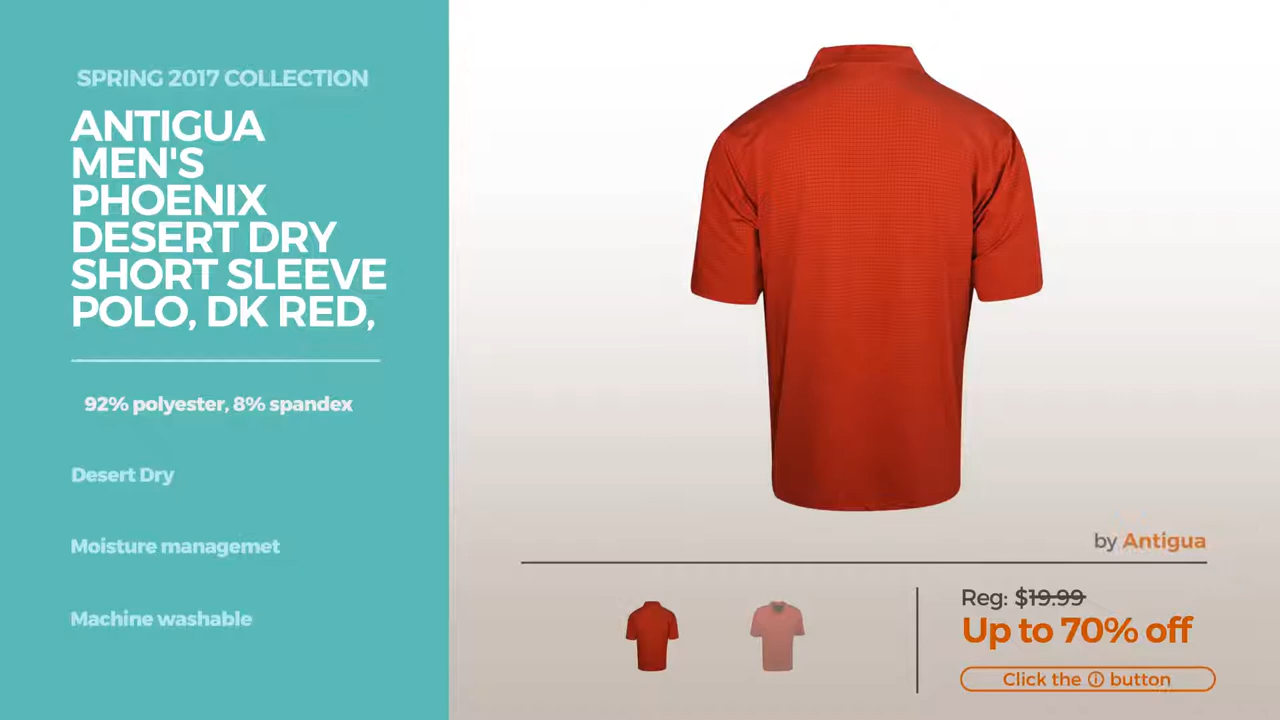 SPRING 2017 COLLECTION
ANTIGUA
MEN'S
PHOENIX
DESERT DRY
SHORT SLEEVE
POLO, DK RED,
92% polyester, 8% spandex
Desert Dry
Moisture managemet
Machine washable
by Antigua
Reg: $19.99
Up to 70% off
Click the ⓘ button